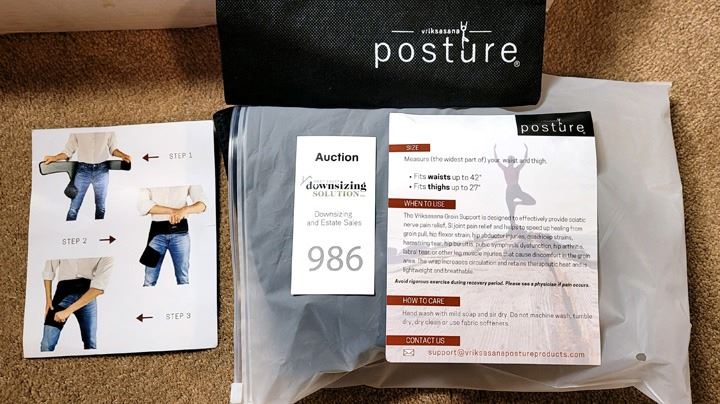 vriksasana
posture®
STEP 1
STEP 2
STEP 3
Auction
downsizing
SOLUTION
Downsizing
and Estate Sales
986
posture
SIZE
Measure (the widest part of) your waist and thigh.
• Fits waists up to 42"
• Fits thighs up to 27"
WHEN TO USE
The Vriksasana Groin Support is designed to effectively provide sciatic
nerve pain relief, SI joint pain relief and helps to speed up healing from
groin pull, hip flexor strain, hip abductor injuries, quadricep strains,
hamstring tear, hip bursitis, pubic symphysis dysfunction, hip arthritis,
labral tear, or other leg muscle injuries that cause discomfort in the groin
area. The wrap increases circulation and retains therapeutic heat and is
lightweight and breathable.
Avoid rigorous exercise during recovery period. Please see a physician if pain occurs.
HOW TO CARE
Hand wash with mild soap and air dry. Do not machine wash, tumble
dry, dry clean or use fabric softeners.
CONTACT US
support@vriksasanapostureproducts.com